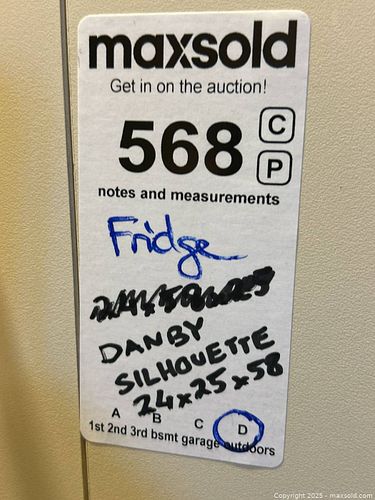 maxsold
Get in on the auction!
568 C
P
notes and measurements
Fridge
DANBY
SILHOUETTE
24x25x58
A B C D
1st 2nd 3rd bsmt garage outdoors
Copyright 2025 - maxsold.com